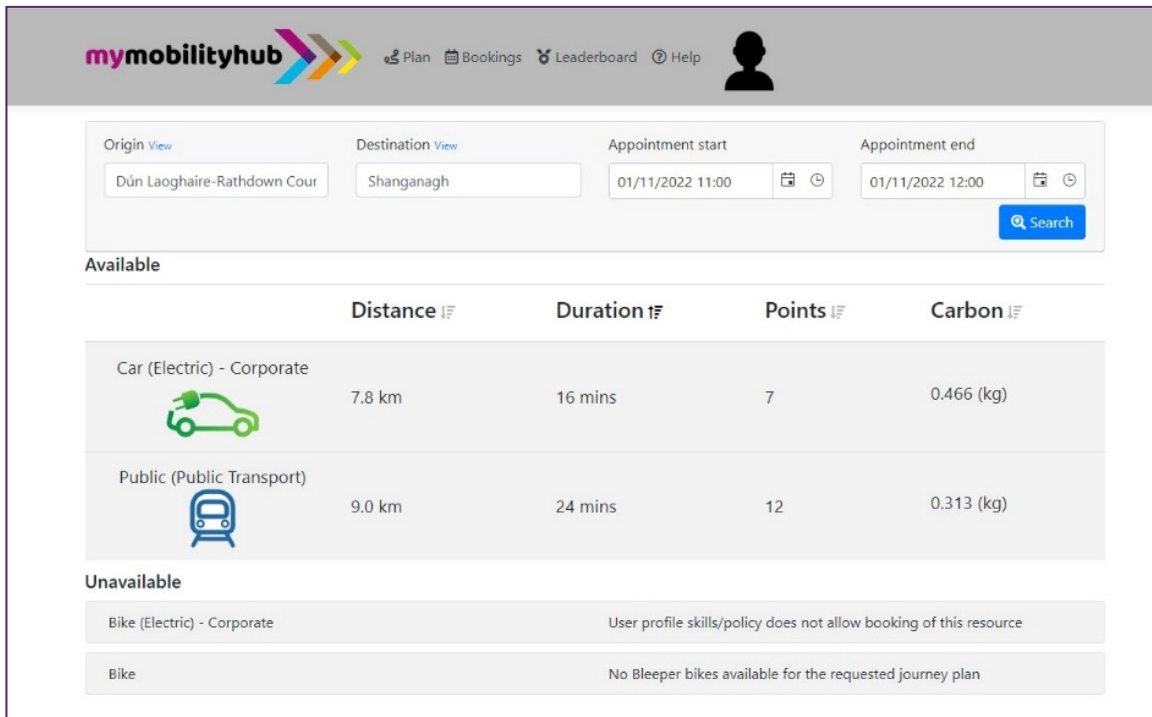 mymobilityhub Plan Bookings Leaderboard Help
Origin View Destination View Appointment start Appointment end
Dún Laoghaire-Rathdown Cour Shanganagh 01/11/2022 11:00 01/11/2022 12:00
Search
Available
Distance Duration Points Carbon
Car (Electric) - Corporate
7.8 km 16 mins 7 0.466 (kg)
Public (Public Transport)
9.0 km 24 mins 12 0.313 (kg)
Unavailable
Bike (Electric) - Corporate User profile skills/policy does not allow booking of this resource
Bike No Bleeper bikes available for the requested journey plan